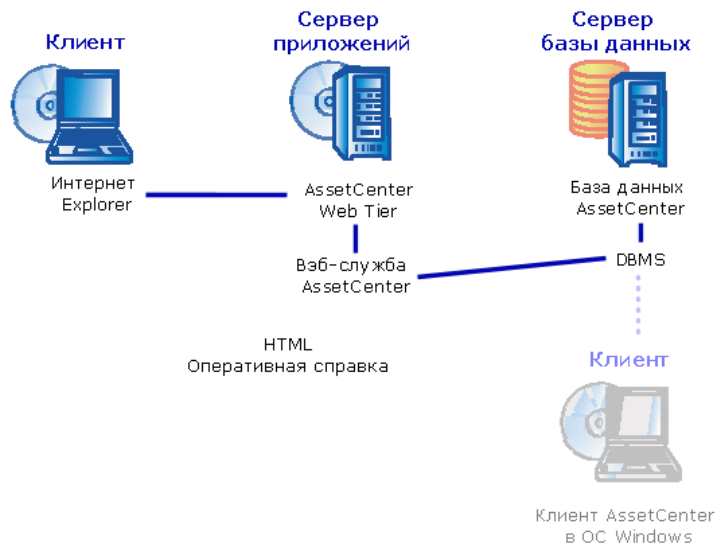 Клиент
Сервер
приложений
Сервер
базы данных
Интернет
Explorer
AssetCenter
Web Tier
База данных
AssetCenter
Вэб-служба
AssetCenter
DBMS
HTML
Оперативная справка
Клиент
Клиент AssetCenter
в ОС Windows